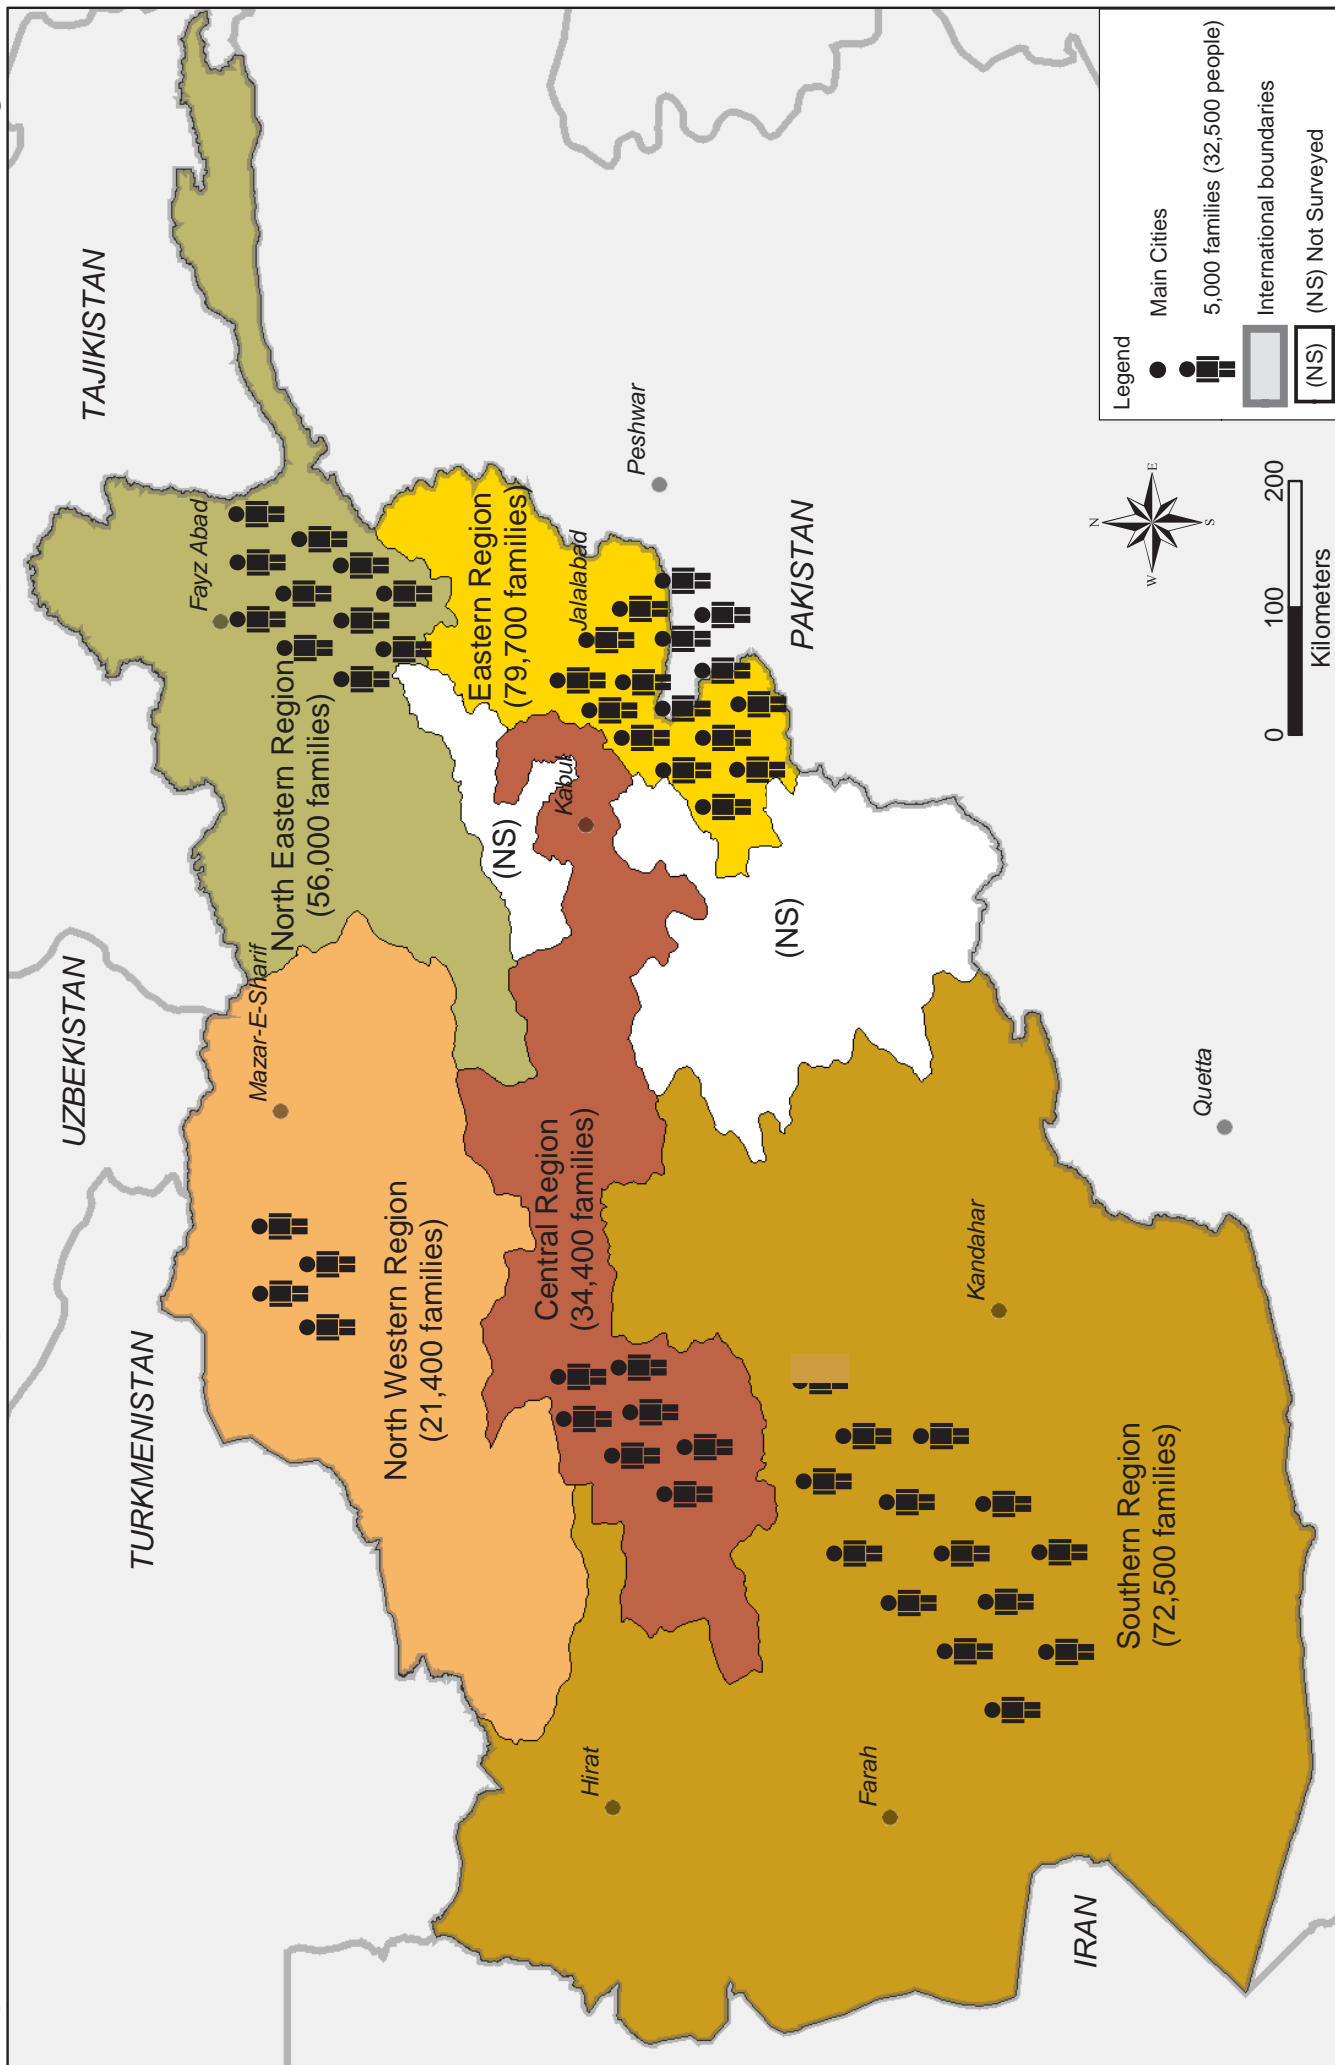 TAJIKISTAN
UZBEKISTAN
TURKMENISTAN
Fayz Abad
North Eastern Region
(56,000 families)
Mazar-E-Sharif
North Western Region
(21,400 families)
Eastern Region
(79,700 families)
Jalalabad
Peshwar
(NS)
Kabul
Central Region
(34,400 families)
PAKISTAN
(NS)
Hirat
Farah
Kandahar
Quetta
Southern Region
(72,500 families)
IRAN
N
W
E
S
0 100 200
Kilometers
Legend
Main Cities
5,000 families (32,500 people)
International boundaries
(NS) (NS) Not Surveyed